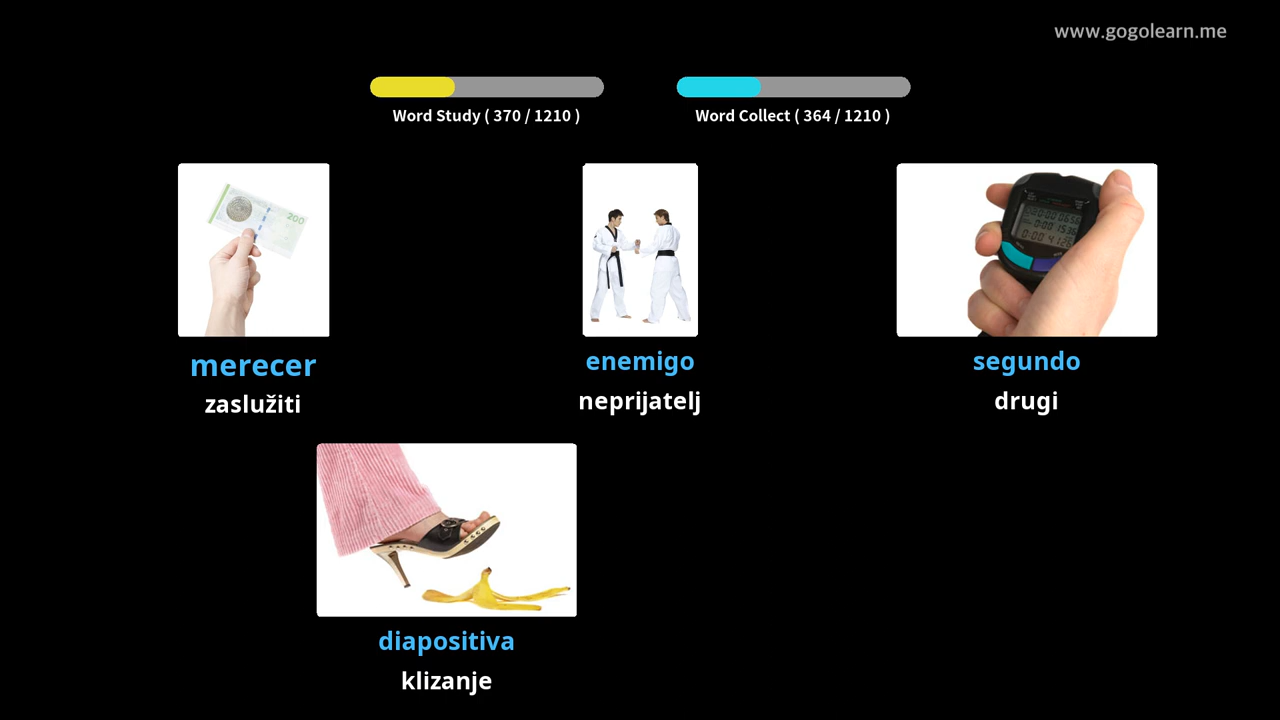 www.gogolearn.me
Word Study ( 370 / 1210 )
Word Collect ( 364 / 1210 )
200
merecer
zaslužiti
enemigo
neprijatelj
segundo
drugi
diapositiva
klizanje